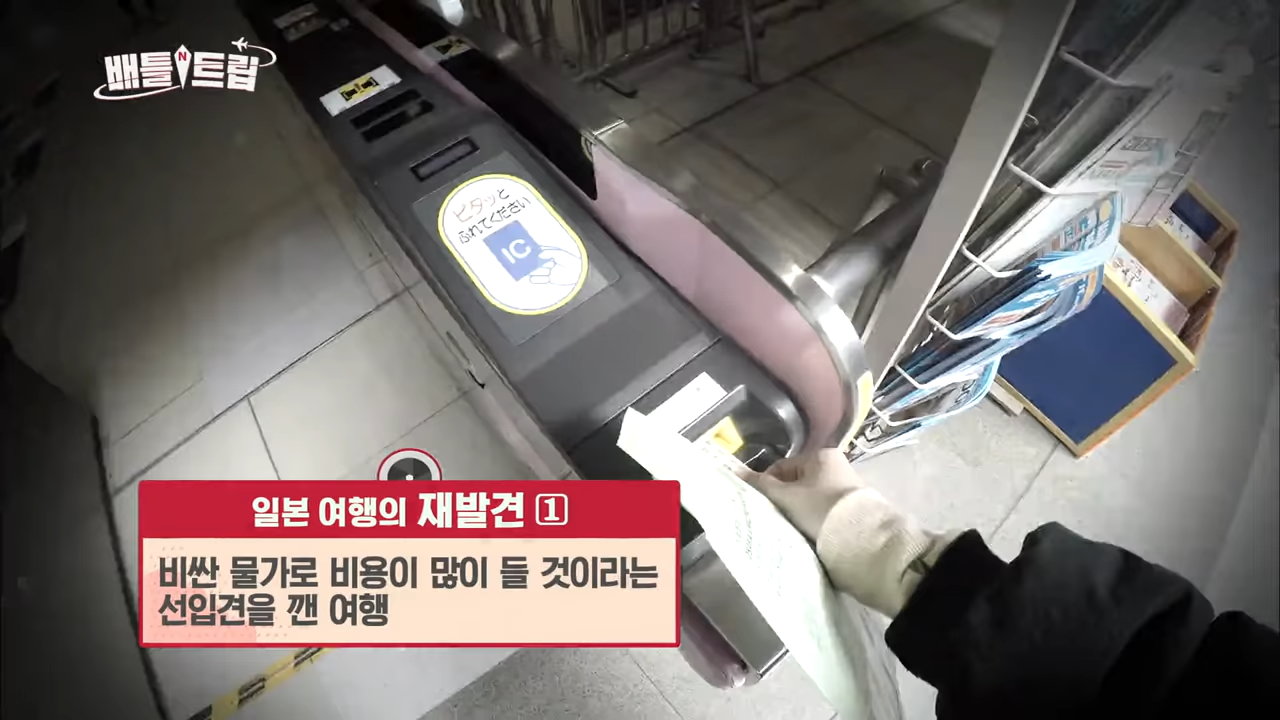 배틀트립
N
ピタッと
ふれてください
IC
일본 여행의 재발견 1
비싼 물가로 비용이 많이 들 것이라는
선입견을 깬 여행